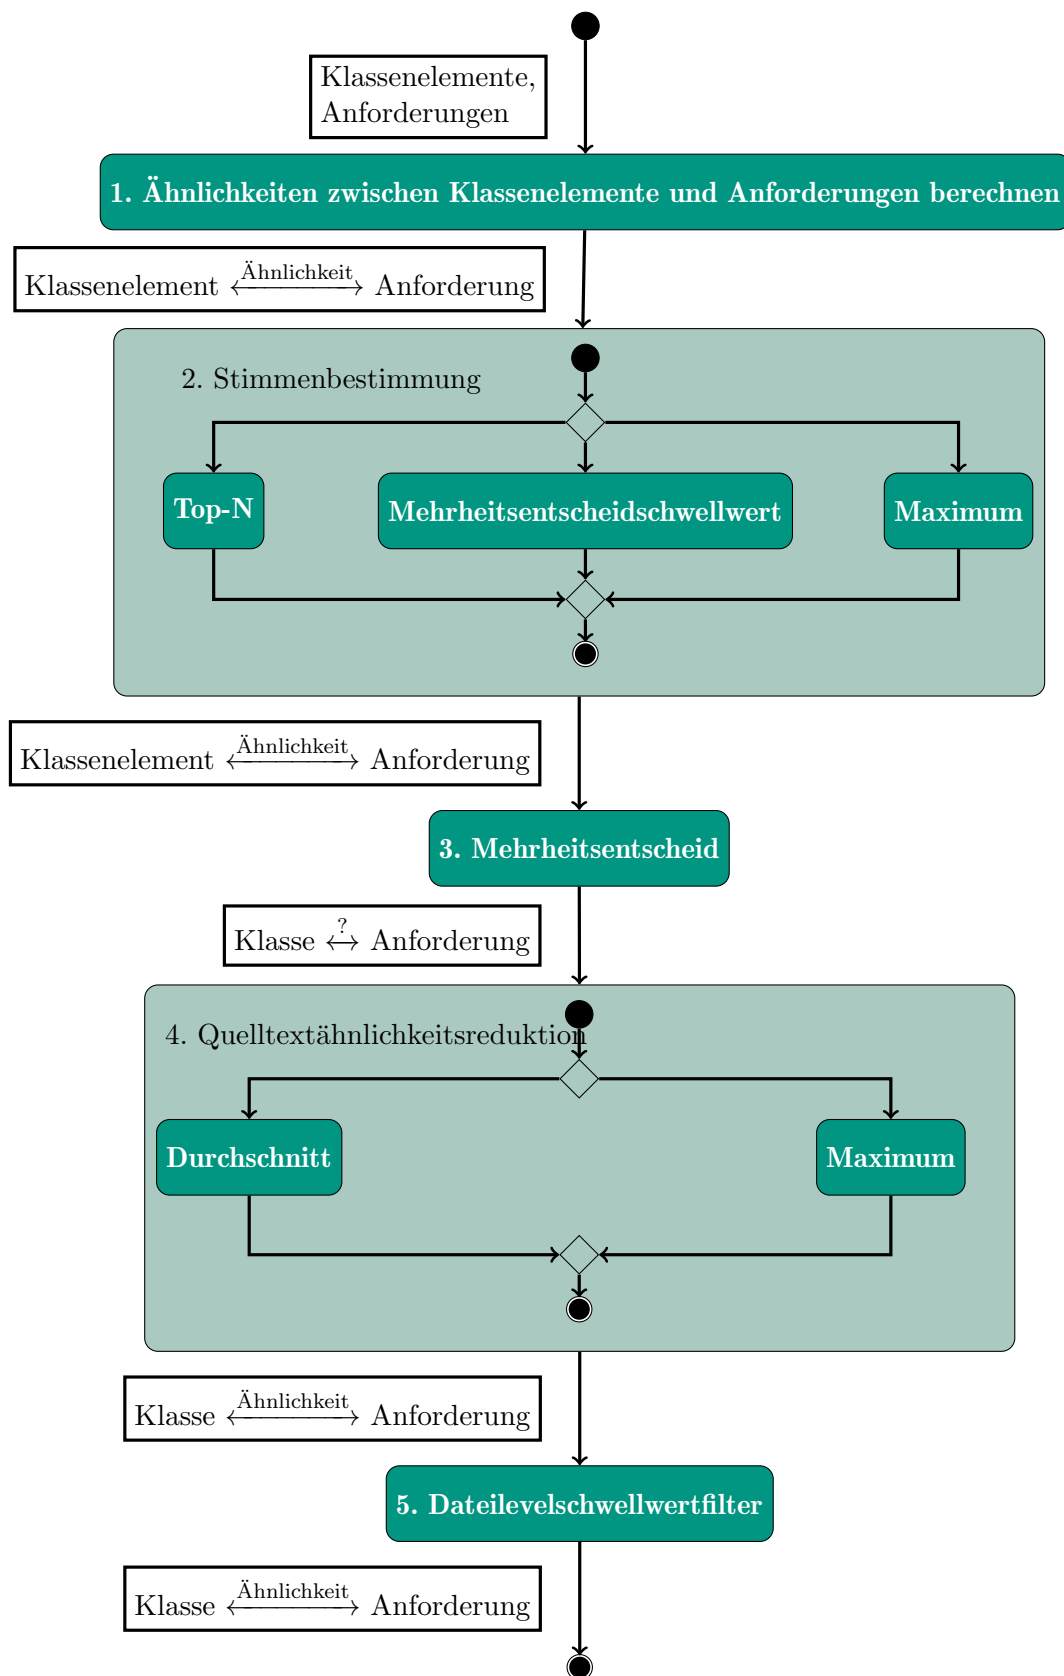 Klassenelemente,
Anforderungen
1. Ähnlichkeiten zwischen Klassenelemente und Anforderungen berechnen
Klassenelement ⟷ Ähnlichkeit Anforderung
2. Stimmenbestimmung
Top-N Mehrheitsentscheidschwellwert Maximum
Klassenelement ⟷ Ähnlichkeit Anforderung
3. Mehrheitsentscheid
Klasse ⟷ ? Anforderung
4. Quelltextähnlichkeitsreduktion
Durchschnitt Maximum
Klasse ⟷ Ähnlichkeit Anforderung
5. Dateilevelschwellwertfilter
Klasse ⟷ Ähnlichkeit Anforderung